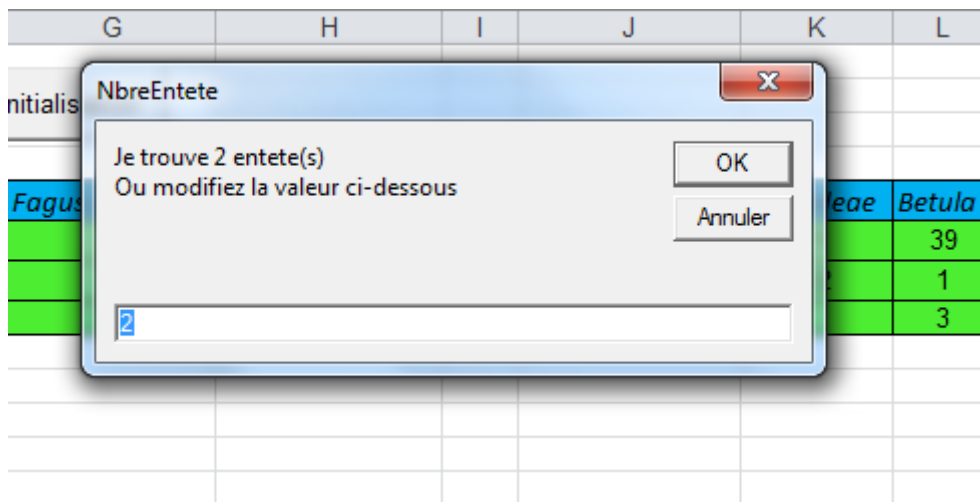 G H I J K L
NbreEntete
nitialis
Je trouve 2 entete(s)
OK
Ou modifiez la valeur ci-dessous
Annuler
Fagus leae Betula
39
1
3
2